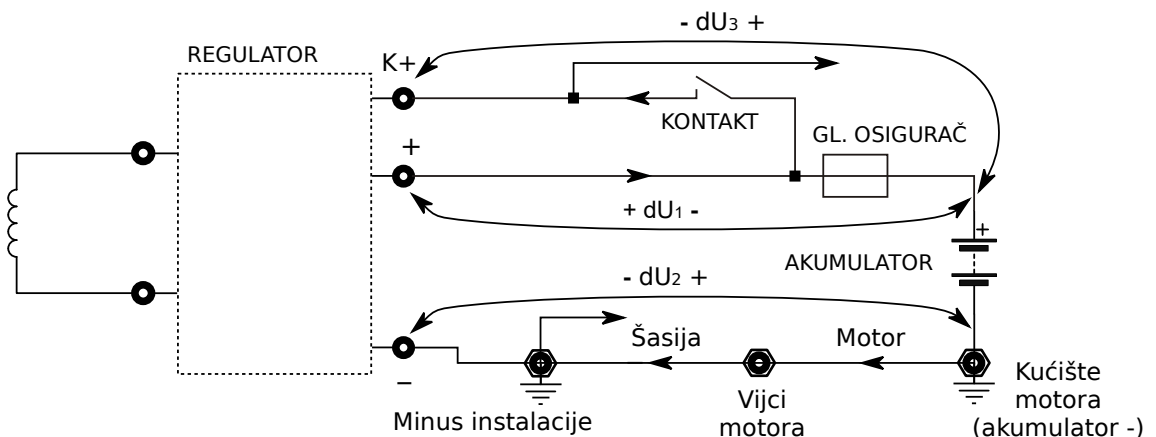 - dU3 +
REGULATOR
K+
KONTAKT
GL. OSIGURAČ
+
+ dU1 -
+
AKUMULATOR
- dU2 +
Šasija
Motor
−
Minus instalacije
Vijci
motora
Kućište
motora
(akumulator -)